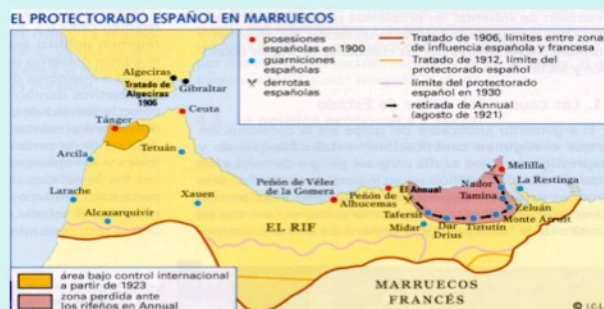 EL PROTECTORADO ESPAÑOL EN MARRUECOS
posesiones
españolas en 1900
guarniciones
españolas
derrotas
españolas
Tratado de 1906, límites entre zona
de influencia española y francesa
Tratado de 1912, límites del
protectorado español
límite del protectorado
español en 1930
retirada de Annual
(agosto de 1921)
Algeciras
Gibraltar
Tratado de
Algeciras
1906
Ceuta
Tánger
Tetuán
Arcila
Larache
Xauen
Alcazarquivir
Peñón de Vélez
de la Gomera
Peñón de
Alhucemas
El Annual
Melilla
Nador
La Restinga
Tamina
Zeluán
Tafersit
Monte Arruit
Midar
Dar
Drius
Tistutin
EL RIF
MARRUECOS
FRANCÉS
área bajo control internacional
a partir de 1923
zona perdida ante
los rifeños en Annual
© I.C.L.